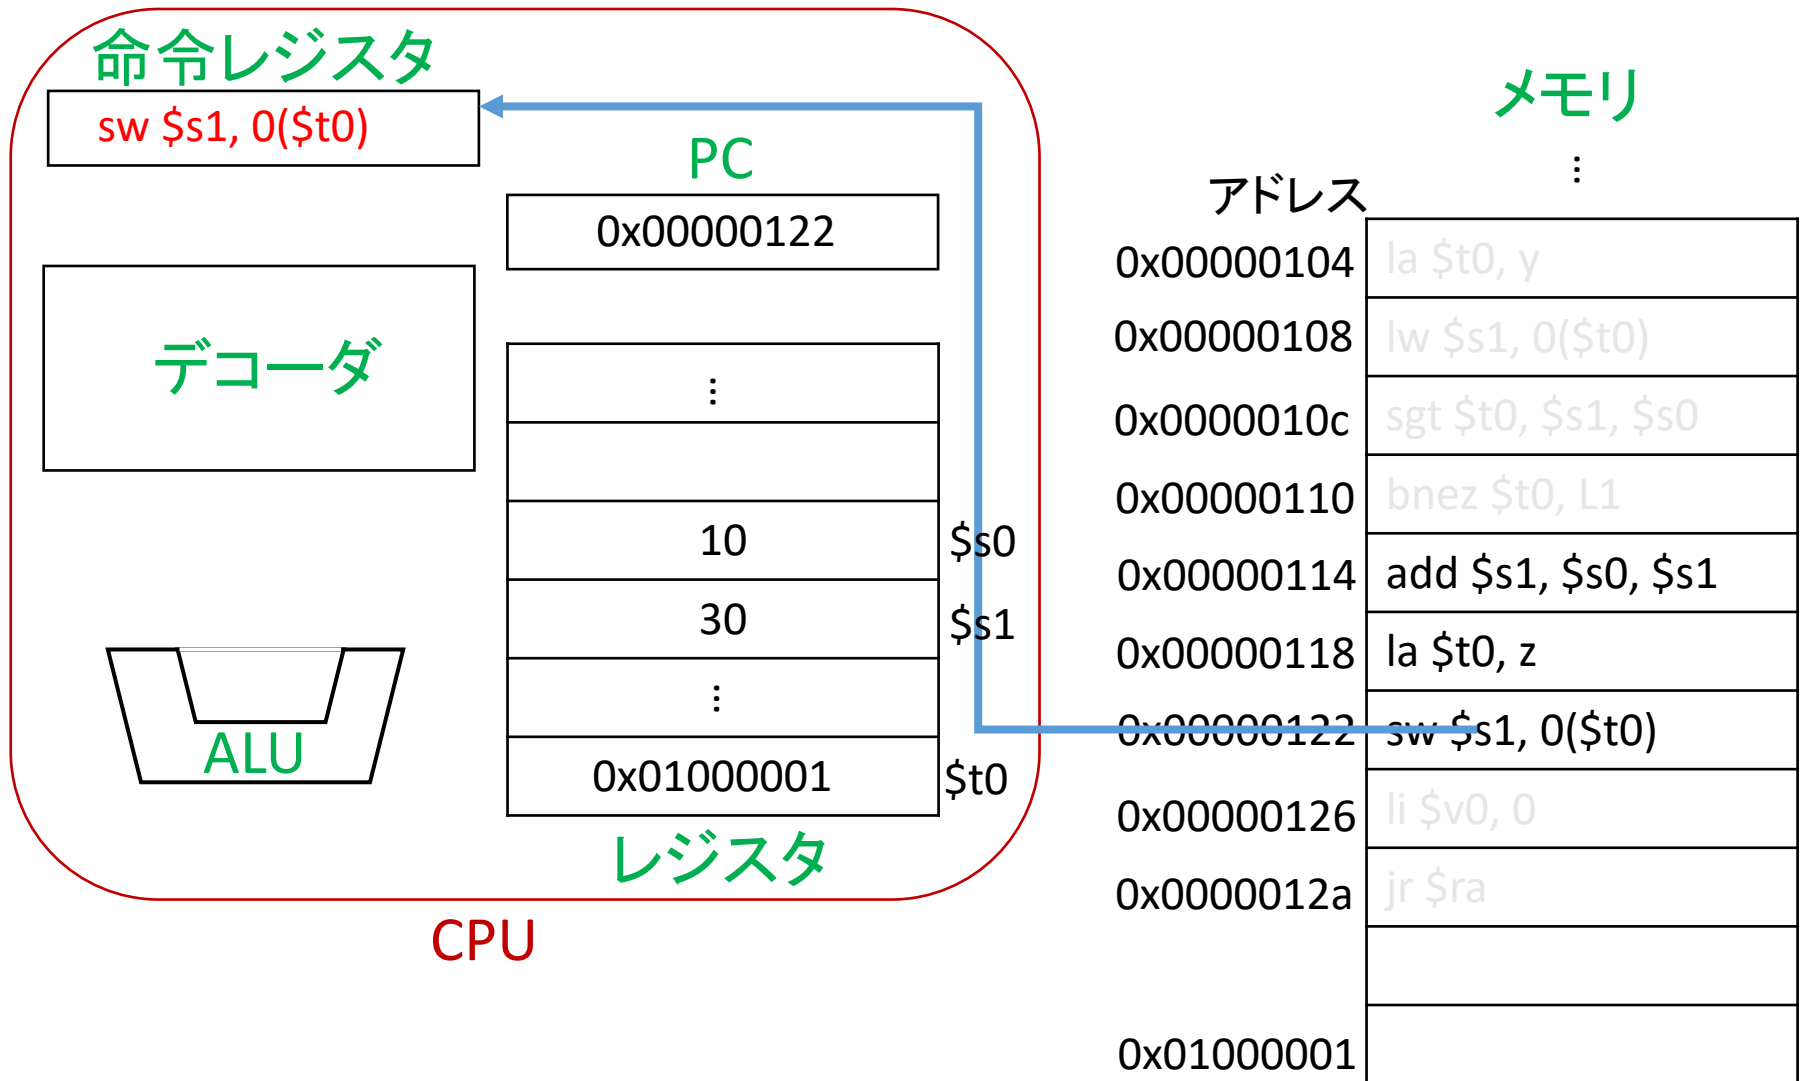 命令レジスタ
sw $s1, 0($t0)
PC
0x00000122
デコーダ
⋮
10 $s0
30 $s1
⋮
0x01000001 $t0
レジスタ
ALU
CPU
メモリ
⋮
アドレス
0x00000104 la $t0, y
0x00000108 lw $s1, 0($t0)
0x0000010c sgt $t0, $s1, $s0
0x00000110 bnez $t0, L1
0x00000114 add $s1, $s0, $s1
0x00000118 la $t0, z
0x00000122 sw $s1, 0($t0)
0x00000126 li $v0, 0
0x0000012a jr $ra
0x01000001